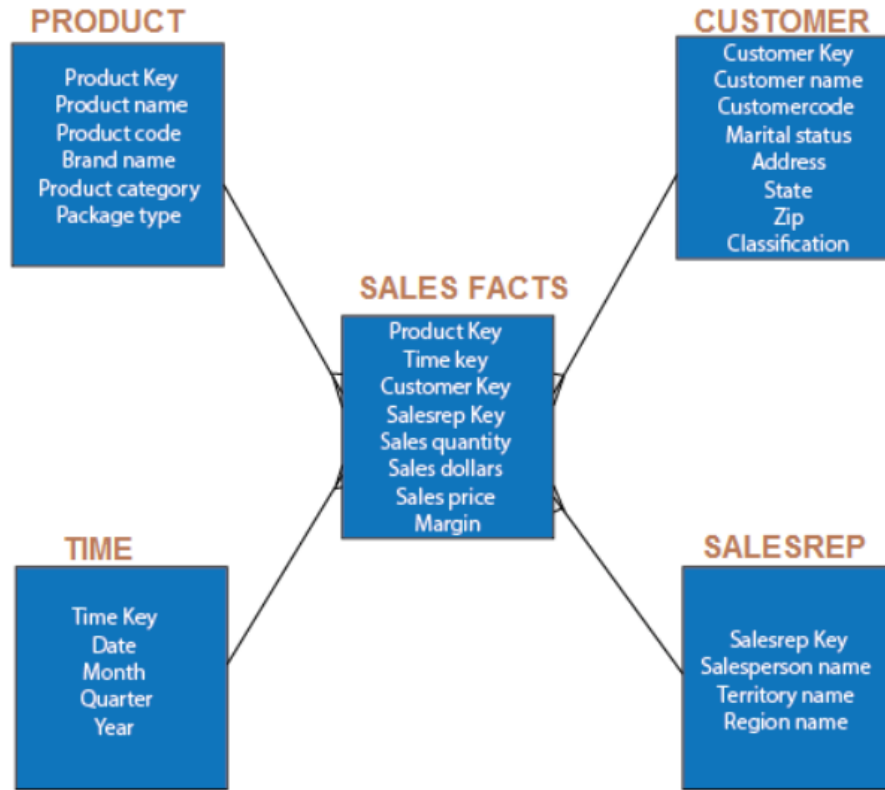 PRODUCT
Product Key
Product name
Product code
Brand name
Product category
Package type
CUSTOMER
Customer Key
Customer name
Customercode
Marital status
Address
State
Zip
Classification
SALES FACTS
Product Key
Time key
Customer Key
Salesrep Key
Sales quantity
Sales dollars
Sales price
Margin
TIME
Time Key
Date
Month
Quarter
Year
SALESREP
Salesrep Key
Salesperson name
Territory name
Region name